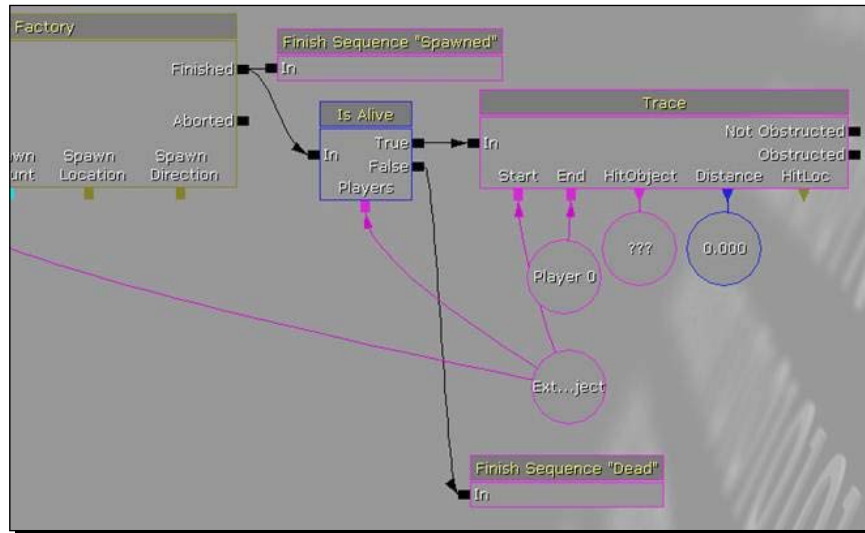 Factory
Finished
Aborted
Spawn Location
Spawn Direction
Finish Sequence "Spawned"
In
Is Alive
In
True
False
Players
Trace
In
Not Obstructed
Obstructed
Start
End
HitObject
Distance
HitLoc
Player 0
???
0.000
Ext...ject
Finish Sequence "Dead"
In